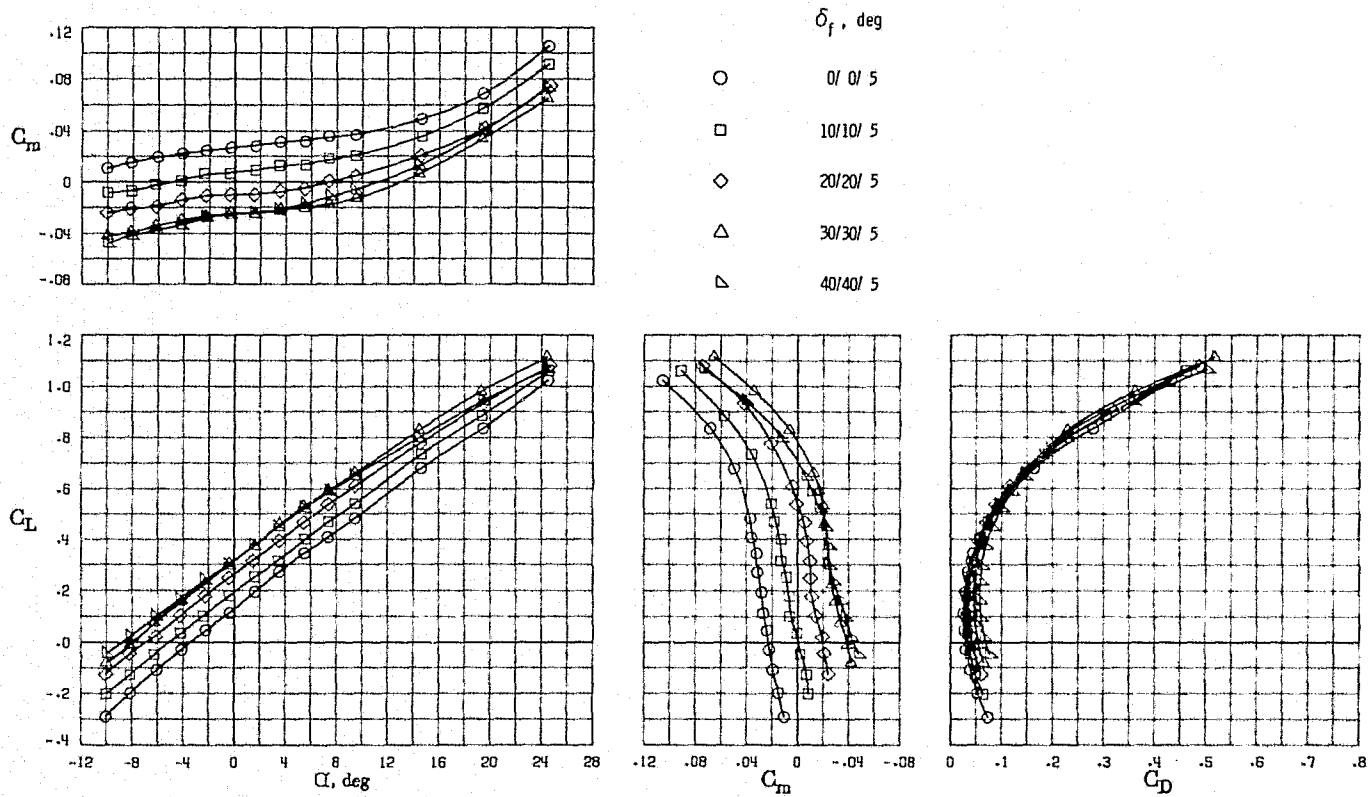 δf , deg
0/ 0/ 5
10/10/ 5
20/20/ 5
30/30/ 5
40/40/ 5
.12
.08
.04
0
-.04
-.08
Cm
1.2
1.0
.8
.6
.4
.2
.0
-.2
-.4
CL
-12 -8 -4 0 4 8 12 16 20 24 28
α, deg
.12 .08 .04 .0 -.04 -.08
Cm
0 .1 .2 .3 .4 .5 .6 .7 .8
CD